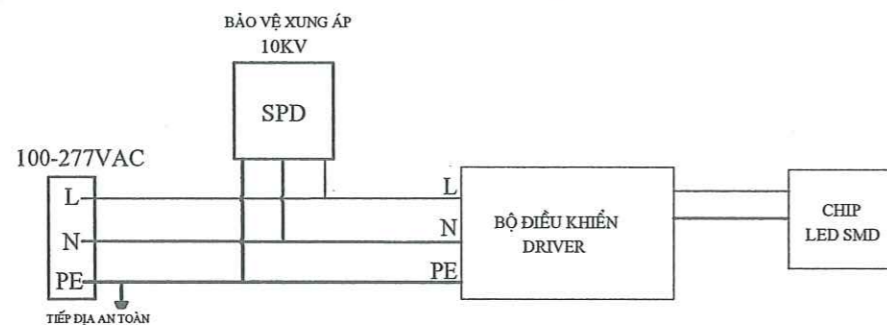 BẢO VỆ XUNG ÁP
10KV
SPD
100-277VAC
L
N
PE
TIẾP ĐỊA AN TOÀN
L
N
PE
BỘ ĐIỀU KHIỂN
DRIVER
CHIP
LED SMD